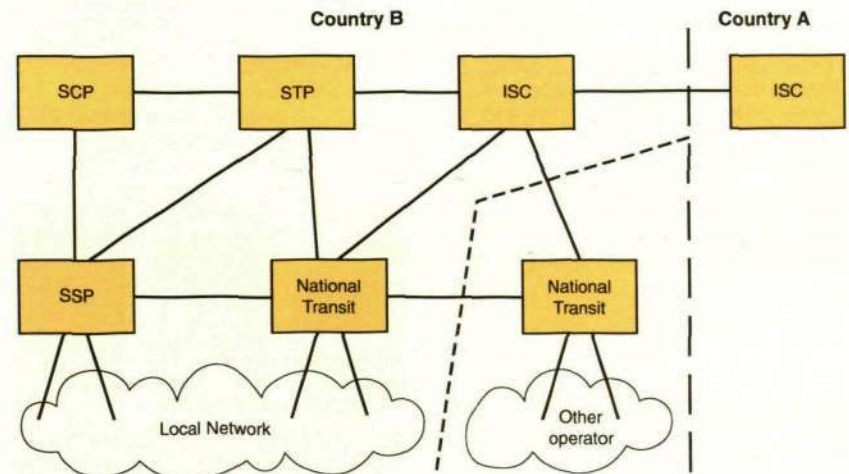 Country B
Country A
SCP
STP
ISC
ISC
SSP
National
Transit
National
Transit
Local Network
Other
operator